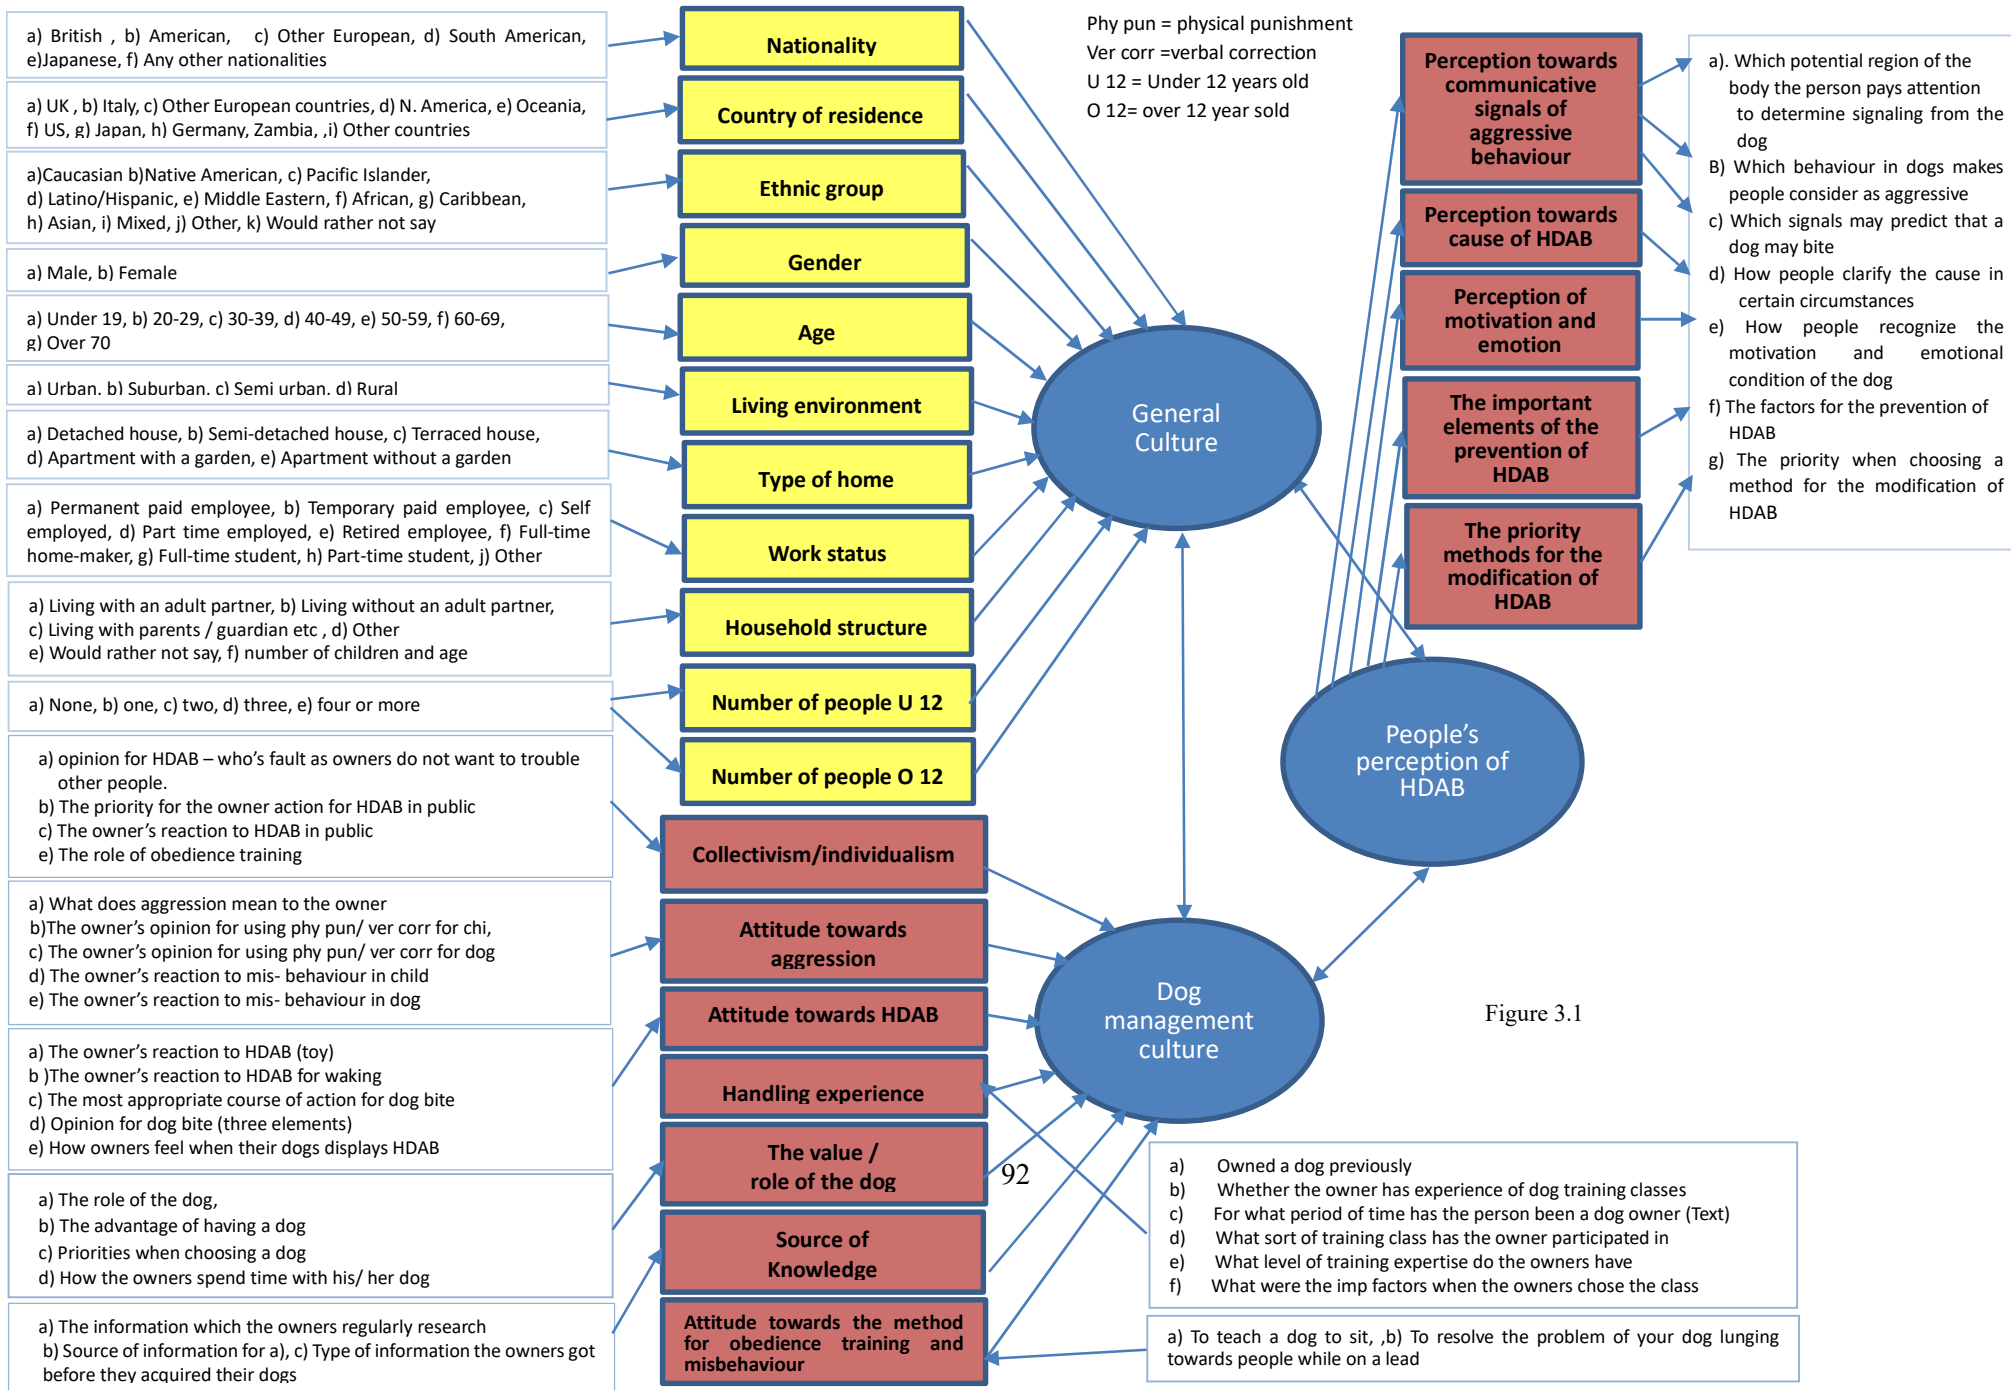 a) British , b) American, c) Other European, d) South American,
e)Japanese, f) Any other nationalities
a) UK , b) Italy, c) Other European countries, d) N. America, e) Oceania,
f) US, g) Japan, h) Germany, Zambia, ,i) Other countries
a)Caucasian b)Native American, c) Pacific Islander,
d) Latino/Hispanic, e) Middle Eastern, f) African, g) Caribbean,
h) Asian, i) Mixed, j) Other, k) Would rather not say
a) Male, b) Female
a) Under 19, b) 20-29, c) 30-39, d) 40-49, e) 50-59, f) 60-69,
g) Over 70
a) Urban, b) Suburban, c) Semi urban, d) Rural
a) Detached house, b) Semi-detached house, c) Terraced house,
d) Apartment with a garden, e) Apartment without a garden
a) Permanent paid employee, b) Temporary paid employee, c) Self
employed, d) Part time employed, e) Retired employee, f) Full-time
home-maker, g) Full-time student, h) Part-time student, j) Other
a) Living with an adult partner, b) Living without an adult partner,
c) Living with parents / guardian etc , d) Other
e) Would rather not say, f) number of children and age
a) None, b) one, c) two, d) three, e) four or more
a) opinion for HDAB – who's fault as owners do not want to trouble
other people.
b) The priority for the owner action for HDAB in public
c) The owner's reaction to HDAB in public
e) The role of obedience training
a) What does aggression mean to the owner
b)The owner's opinion for using phy pun/ ver corr for chi,
c) The owner's opinion for using phy pun/ ver corr for dog
d) The owner's reaction to mis- behaviour in child
e) The owner's reaction to mis- behaviour in dog
a) The owner's reaction to HDAB (toy)
b )The owner's reaction to HDAB for waking
c) The most appropriate course of action for dog bite
d) Opinion for dog bite (three elements)
e) How owners feel when their dogs displays HDAB
a) The role of the dog,
b) The advantage of having a dog
c) Priorities when choosing a dog
d) How the owners spend time with his/ her dog
a) The information which the owners regularly research
b) Source of information for a), c) Type of information the owners got
before they acquired their dogs
Nationality
Country of residence
Ethnic group
Gender
Age
Living environment
Type of home
Work status
Household structure
Number of people U 12
Number of people O 12
Collectivism/individualism
Attitude towards
aggression
Attitude towards HDAB
Handling experience
The value /
role of the dog
Source of
Knowledge
Attitude towards the method
for obedience training and
misbehaviour
92
Phy pun = physical punishment
Ver corr =verbal correction
U 12 = Under 12 years old
O 12= over 12 year sold
General
Culture
Dog
management
culture
People's
perception of
HDAB
Perception towards
communicative
signals of
aggressive
behaviour
Perception towards
cause of HDAB
Perception of
motivation and
emotion
The important
elements of the
prevention of
HDAB
The priority
methods for the
modification of
HDAB
a). Which potential region of the
body the person pays attention
to determine signaling from the
dog
B) Which behaviour in dogs makes
people consider as aggressive
c) Which signals may predict that a
dog may bite
d) How people clarify the cause in
certain circumstances
e) How people recognize the
motivation and emotional
condition of the dog
f) The factors for the prevention of
HDAB
g) The priority when choosing a
method for the modification of
HDAB
Figure 3.1
a) Owned a dog previously
b) Whether the owner has experience of dog training classes
c) For what period of time has the person been a dog owner (Text)
d) What sort of training class has the owner participated in
e) What level of training expertise do the owners have
f) What were the imp factors when the owners chose the class
a) To teach a dog to sit, ,b) To resolve the problem of your dog lunging
towards people while on a lead